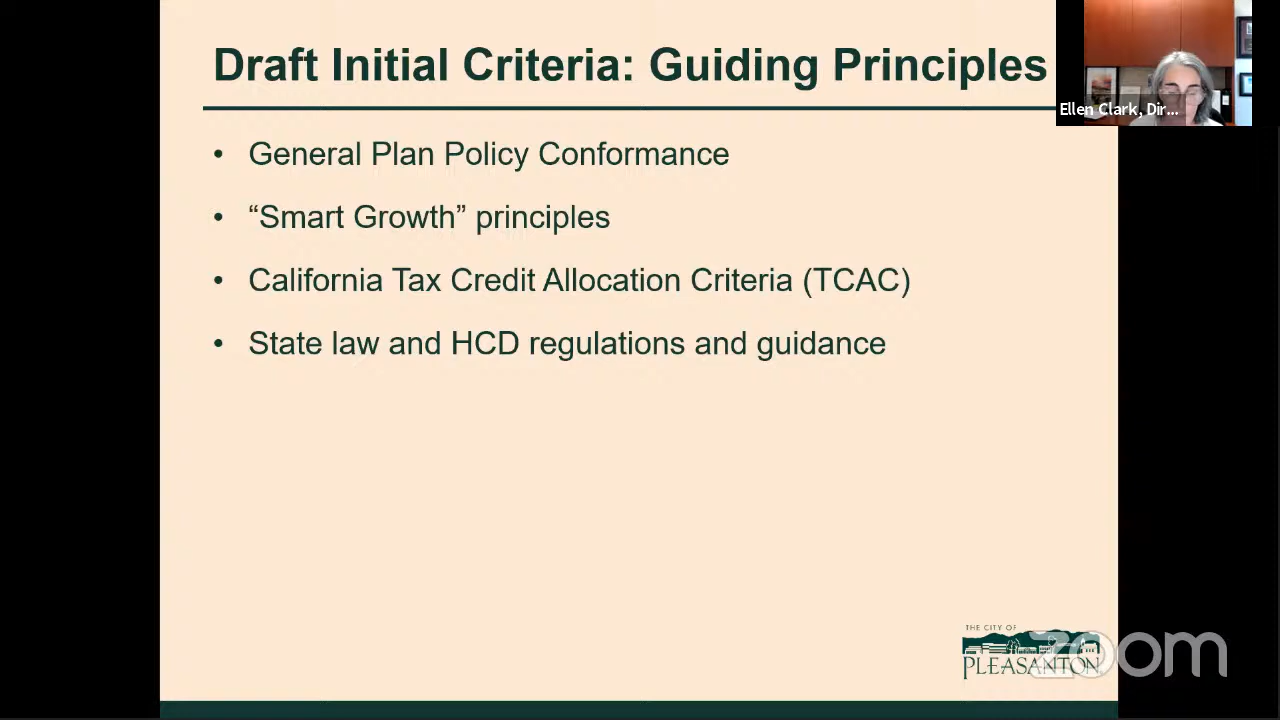 Draft Initial Criteria: Guiding Principles
Ellen Clark, Dir...
• General Plan Policy Conformance
• “Smart Growth” principles
• California Tax Credit Allocation Criteria (TCAC)
• State law and HCD regulations and guidance
THE CITY OF
PLEASANTON
zoom